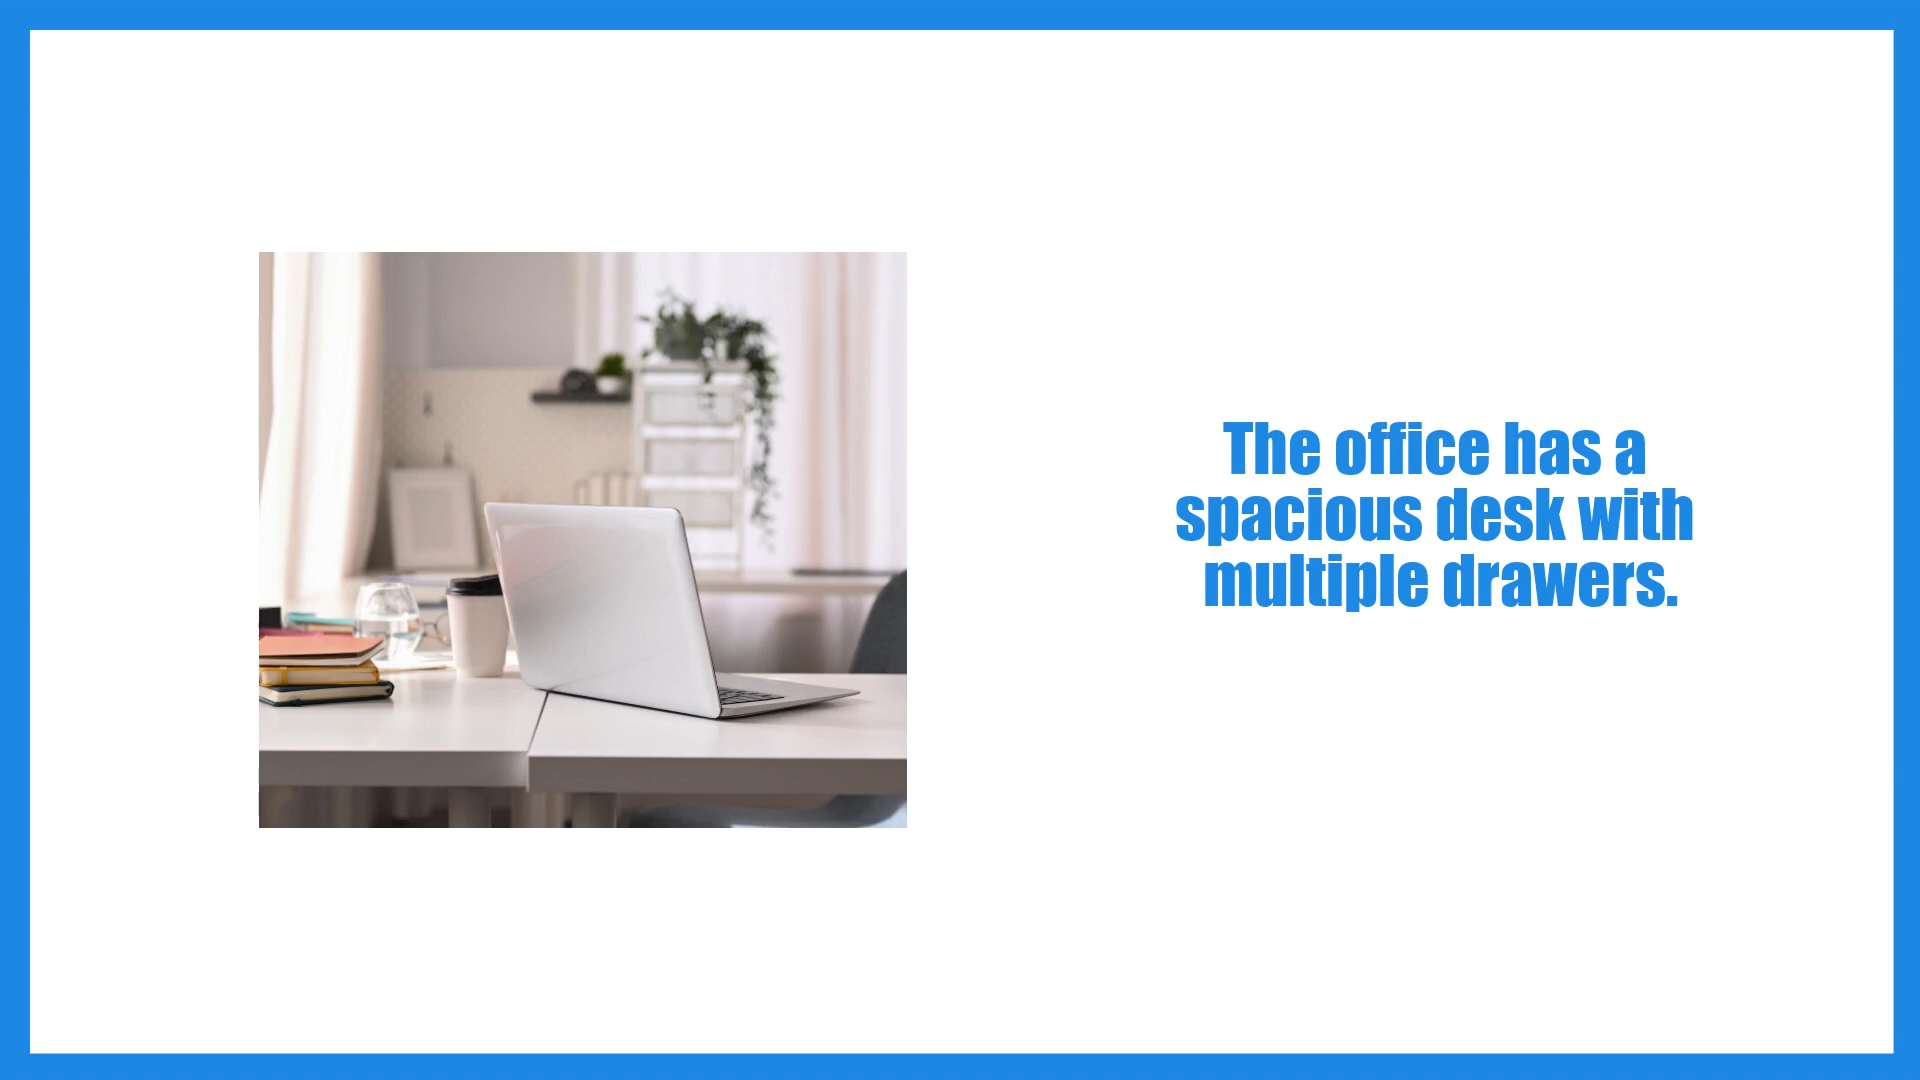 The office has a
spacious desk with
multiple drawers.